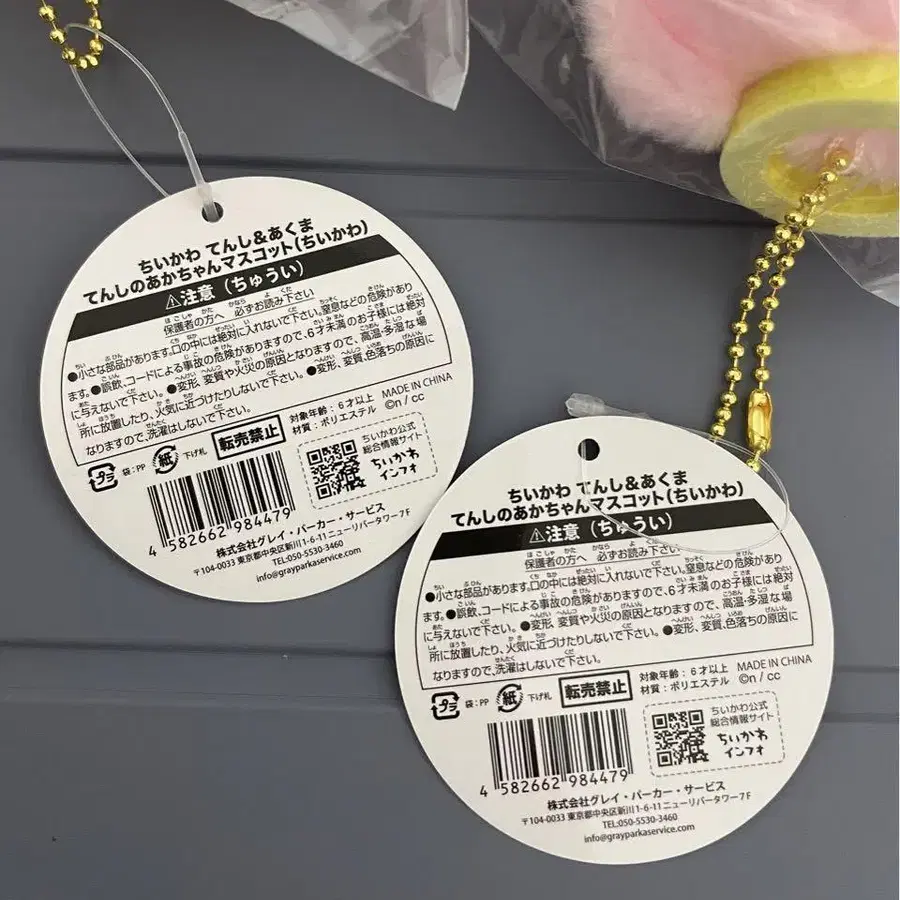 ちいかわ てんし&あくま
てんしのあかちゃんマスコット(ちいかわ)
⚠注意(ちゅうい)
保護者の方へ 必ずお読み下さい
●小さな部品があります。口の中には絶対に入れないで下さい。窒息などの危険があり
ます。●誤飲、コードによる事故の危険がありますので、6才未満のお子様には絶対
に与えないで下さい。●変形、変質や火災の原因となりますので、高温・多湿な場
所に放置したり、火気に近づけたりしないで下さい。●変形、変質、色落ちの原因に
なりますので、洗濯はしないで下さい。
プラ 袋:PP 紙 下げ札 転売禁止 対象年齢:6才以上 MADE IN CHINA
材質:ポリエステル ©n / cc
ちいかわ公式
総合情報サイト
ちいかわ
インフォ
4 582662 984479
株式会社グレイ・パーカー・サービス
〒104-0033 東京都中央区新川1-6-11ニューリバータワー7F
TEL:050-5530-3460
info@grayparkaservice.com
ちいかわ てんし&あくま
てんしのあかちゃんマスコット(ちいかわ)
⚠注意(ちゅうい)
保護者の方へ 必ずお読み下さい
●小さな部品があります。口の中には絶対に入れないで下さい。窒息などの危険があり
ます。●誤飲、コードによる事故の危険がありますので、6才未満のお子様には絶対
に与えないで下さい。●変形、変質や火災の原因となりますので、高温・多湿な場
所に放置したり、火気に近づけたりしないで下さい。●変形、変質、色落ちの原因に
なりますので、洗濯はしないで下さい。
プラ 袋:PP 紙 下げ札 転売禁止 対象年齢:6才以上 MADE IN CHINA
材質:ポリエステル ©n / cc
ちいかわ公式
総合情報サイト
ちいかわ
インフォ
4 582662 984479
株式会社グレイ・パーカー・サービス
〒104-0033 東京都中央区新川1-6-11ニューリバータワー7F
TEL:050-5530-3460
info@grayparkaservice.com